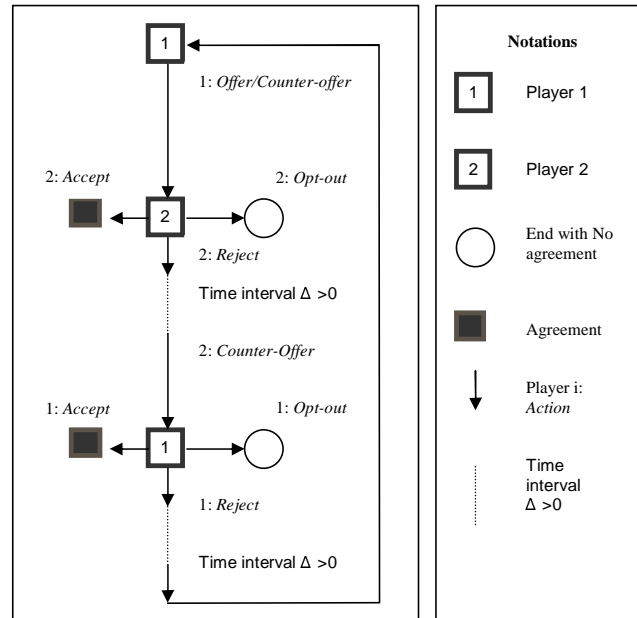 1
1: Offer/Counter-offer
2: Accept
2: Opt-out
2
2: Reject
Time interval Δ >0
2: Counter-Offer
1: Accept
1: Opt-out
1
1: Reject
Time interval Δ >0
Notations
1
Player 1
2
Player 2
End with No
agreement
Agreement
Player i:
Action
Time
interval
Δ >0